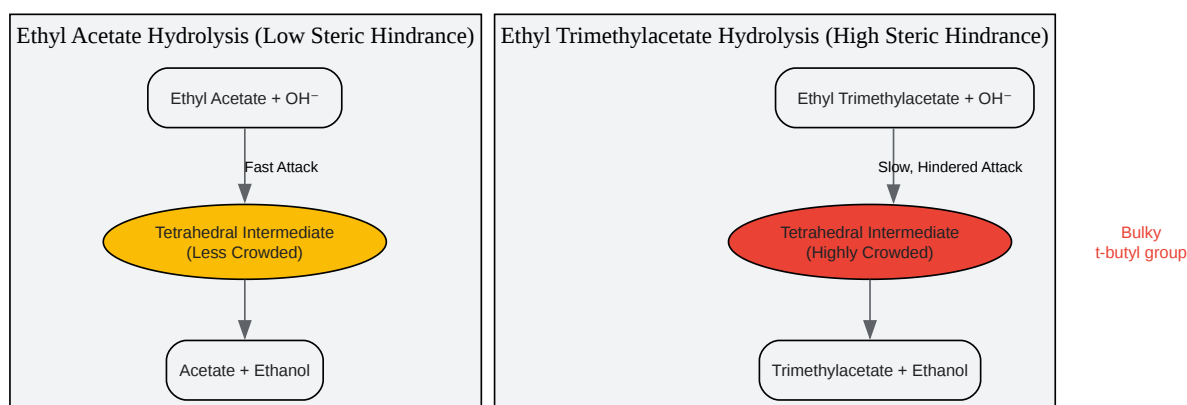 Ethyl Acetate Hydrolysis (Low Steric Hindrance)
Ethyl Acetate + OH⁻
Fast Attack
Tetrahedral Intermediate
(Less Crowded)
Acetate + Ethanol
Ethyl Trimethylacetate Hydrolysis (High Steric Hindrance)
Ethyl Trimethylacetate + OH⁻
Slow, Hindered Attack
Tetrahedral Intermediate
(Highly Crowded)
Trimethylacetate + Ethanol
Bulky
t-butyl group